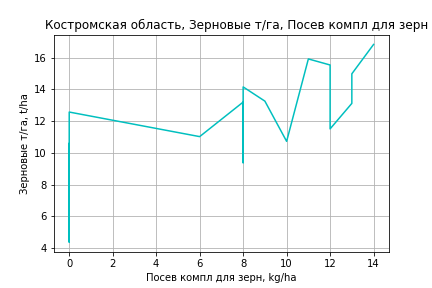 Костромская область, Зерновые т/га, Посев компл для зерн
16
14
12
10
8
6
4
Зерновые т/га, t/ha
0 2 4 6 8 10 12 14
Посев компл для зерн, kg/ha